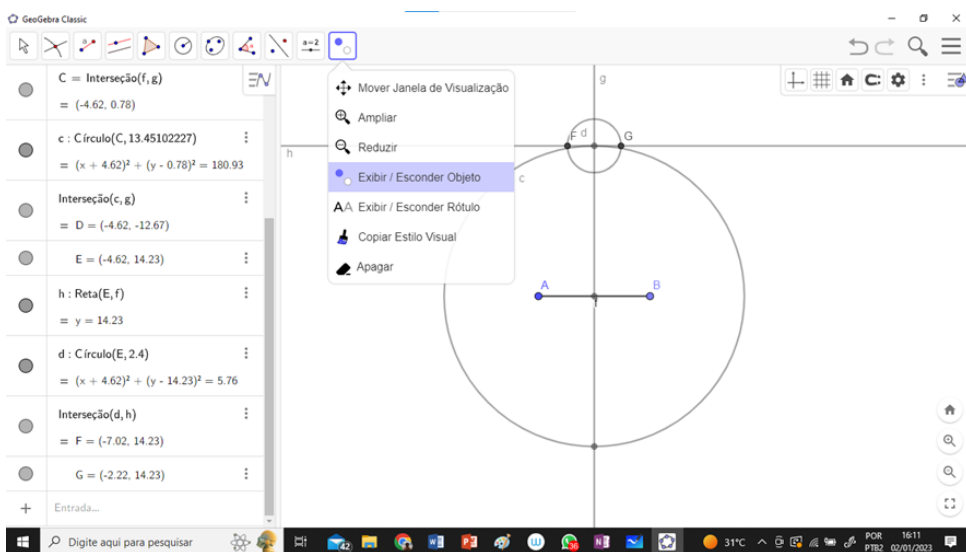 GeoGebra Classic
a=2
C = Interseção(f, g)
= (-4.62, 0.78)
c : Círculo(C, 13.45102227)
= (x + 4.62)² + (y - 0.78)² = 180.93
Interseção(c, g)
= D = (-4.62, -12.67)
E = (-4.62, 14.23)
h : Reta(E, f)
= y = 14.23
d : Círculo(E, 2.4)
= (x + 4.62)² + (y - 14.23)² = 5.76
Interseção(d, h)
= F = (-7.02, 14.23)
G = (-2.22, 14.23)
Entrada...
Mover Janela de Visualização
Ampliar
Reduzir
Exibir / Esconder Objeto
AA Exibir / Esconder Rótulo
Copiar Estilo Visual
Apagar
g
F d G
h
c
A B
f
Digite aqui para pesquisar
42
31°C
POR 16:11
PTB2 02/01/2023